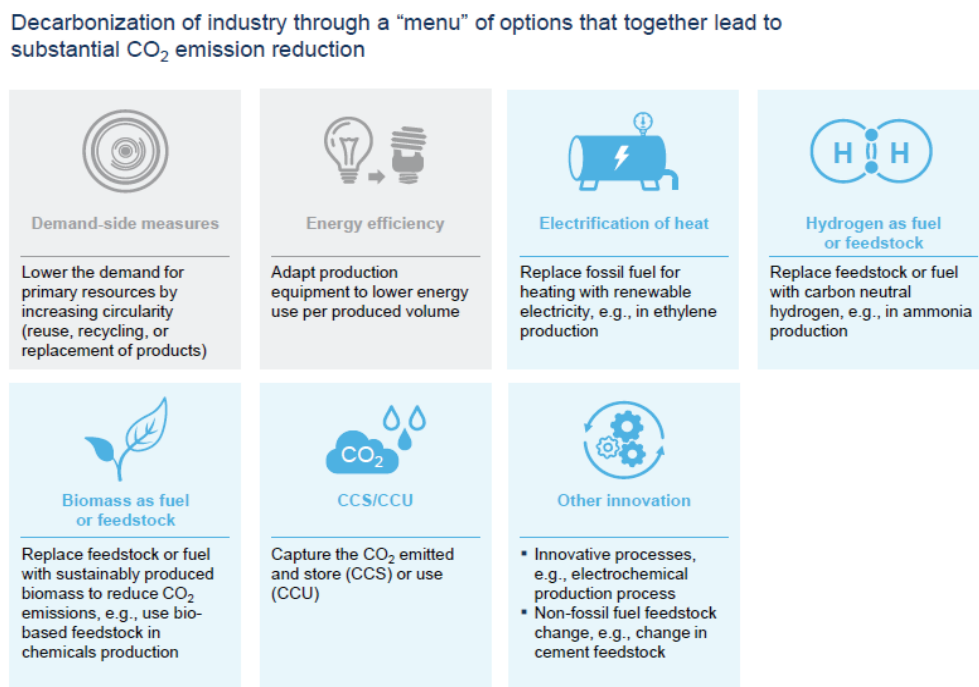 Decarbonization of industry through a “menu” of options that together lead to
substantial CO₂ emission reduction
Demand-side measures
Lower the demand for
primary resources by
increasing circularity
(reuse, recycling, or
replacement of products)
Energy efficiency
Adapt production
equipment to lower energy
use per produced volume
Electrification of heat
Replace fossil fuel for
heating with renewable
electricity, e.g., in ethylene
production
H H
Hydrogen as fuel
or feedstock
Replace feedstock or fuel
with carbon neutral
hydrogen, e.g., in ammonia
production
Biomass as fuel
or feedstock
Replace feedstock or fuel
with sustainably produced
biomass to reduce CO₂
emissions, e.g., use bio-
based feedstock in
chemicals production
CO₂
CCS/CCU
Capture the CO₂ emitted
and store (CCS) or use
(CCU)
Other innovation
▪ Innovative processes,
e.g., electrochemical
production process
▪ Non-fossil fuel feedstock
change, e.g., change in
cement feedstock